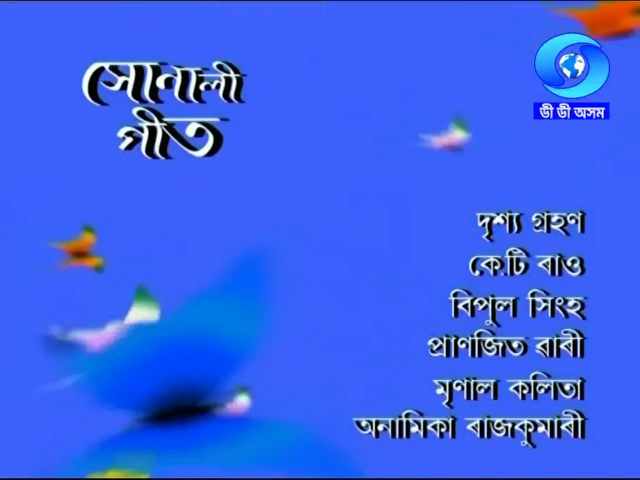 সোণালী
গীত
ডী ডী অসম
দৃশ্য গ্ৰহণ
কে.টি ৰাও
বিপুল সিংহ
প্ৰাণজিত ৱাৰী
মৃণাল কলিতা
অনামিকা ৰাজকুমাৰী